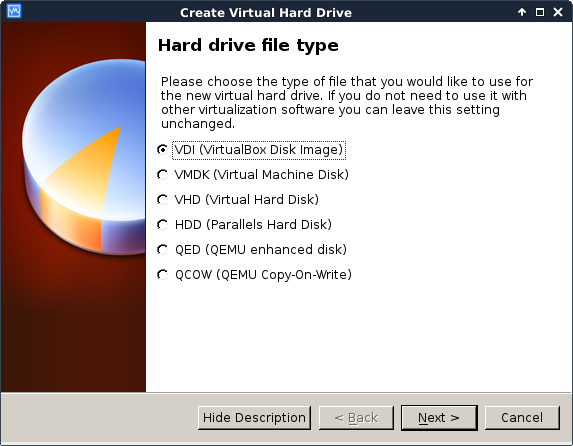 Create Virtual Hard Drive
Hard drive file type
Please choose the type of file that you would like to use for
the new virtual hard drive. If you do not need to use it with
other virtualization software you can leave this setting
unchanged.
VDI (VirtualBox Disk Image)
VMDK (Virtual Machine Disk)
VHD (Virtual Hard Disk)
HDD (Parallels Hard Disk)
QED (QEMU enhanced disk)
QCOW (QEMU Copy-On-Write)
Hide Description
< Back
Next >
Cancel